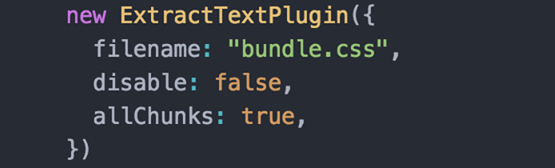 new ExtractTextPlugin({
filename: "bundle.css",
disable: false,
allChunks: true,
})